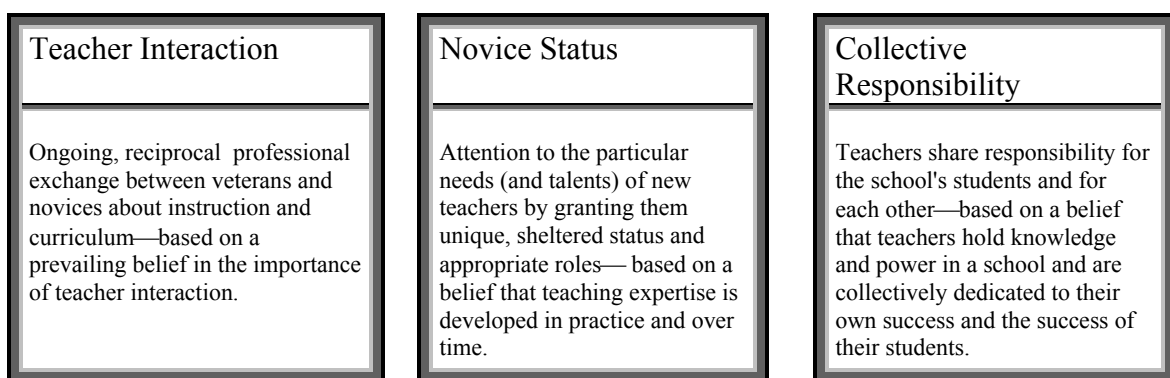 Teacher Interaction
Ongoing, reciprocal professional
exchange between veterans and
novices about instruction and
curriculum—based on a
prevailing belief in the importance
of teacher interaction.
Novice Status
Attention to the particular
needs (and talents) of new
teachers by granting them
unique, sheltered status and
appropriate roles— based on a
belief that teaching expertise is
developed in practice and over
time.
Collective
Responsibility
Teachers share responsibility for
the school's students and for
each other—based on a belief
that teachers hold knowledge
and power in a school and are
collectively dedicated to their
own success and the success of
their students.